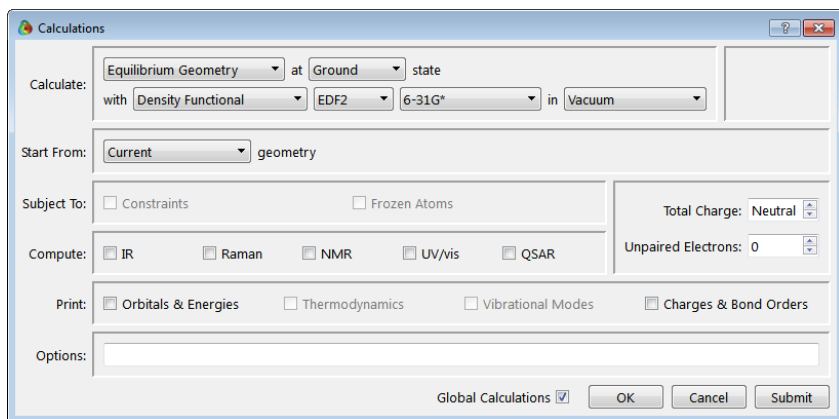 Calculations
Calculate: Equilibrium Geometry at Ground state
with Density Functional EDF2 6-31G* in Vacuum
Start From: Current geometry
Subject To: Constraints Frozen Atoms
Total Charge: Neutral
Compute: IR Raman NMR UV/vis QSAR
Unpaired Electrons: 0
Print: Orbitals & Energies Thermodynamics Vibrational Modes Charges & Bond Orders
Options:
Global Calculations OK Cancel Submit